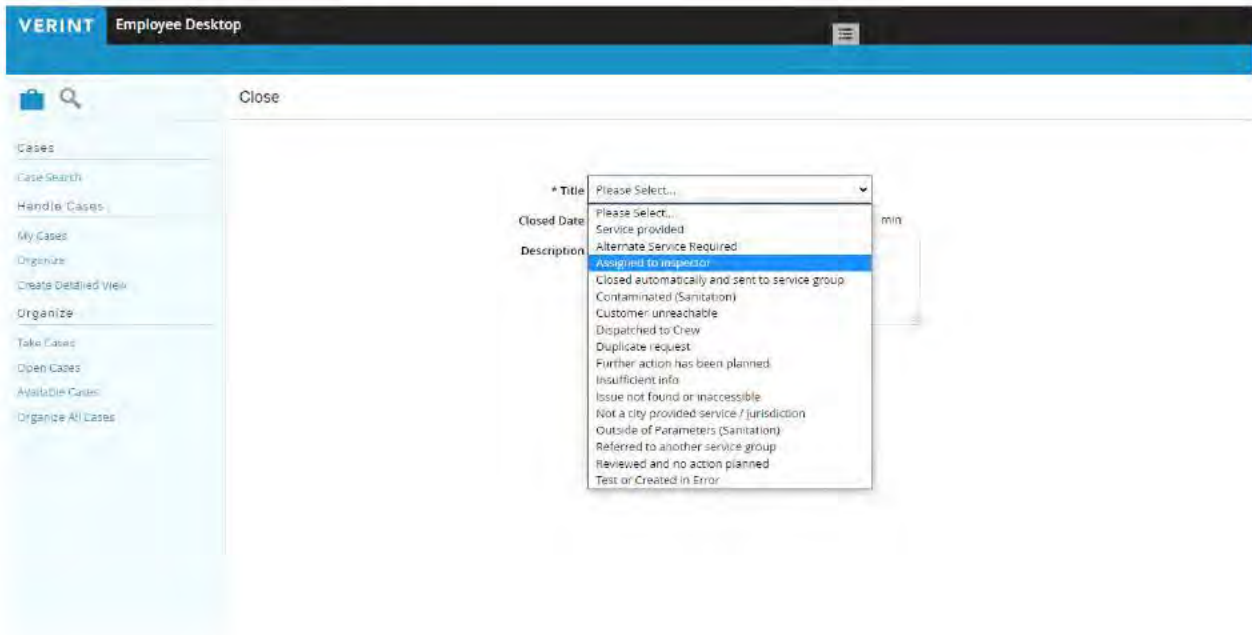 VERINT Employee Desktop
Close
Cases
Case Search
Handle Cases
My Cases
Organize
Create Detailed View
Organize
Take Cases
Open Cases
Available Cases
Organize All Cases
* Title Please Select...
Closed Date min
Description
Please Select...
Service provided
Alternate Service Required
Assigned to inspector
Closed automatically and sent to service group
Contaminated (Sanitation)
Customer unreachable
Dispatched to Crew
Duplicate request
Further action has been planned
Insufficient info
Issue not found or inaccessible
Not a city provided service / jurisdiction
Outside of Parameters (Sanitation)
Referred to another service group
Reviewed and no action planned
Test or Created in Error